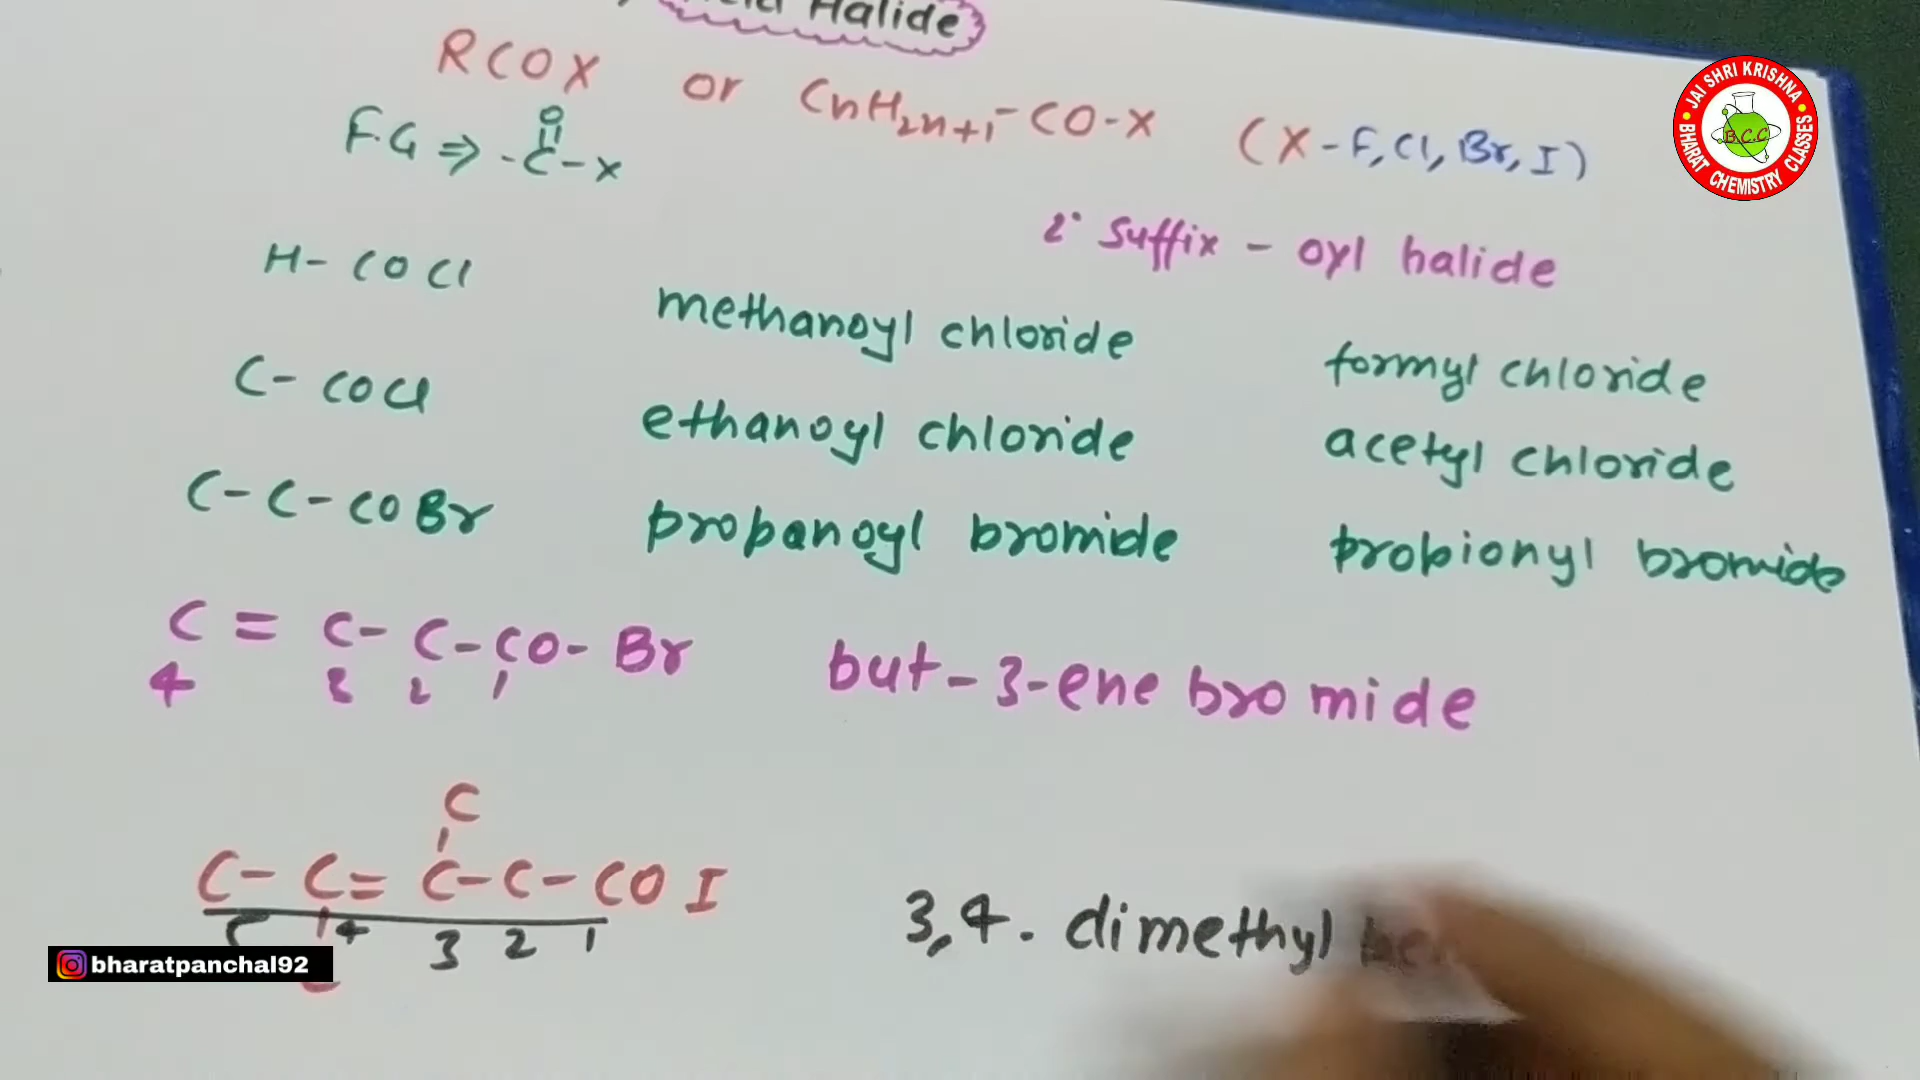 Halide
RCOX or CnH2n+1-CO-X (X-F, Cl, Br, I)
F.G ⇒ -C-X
O
2° Suffix - oyl halide
H- COCl methanoyl chloride formyl chloride
C- COCl ethanoyl chloride acetyl chloride
C-C-COBr propanoyl bromide propionyl bromide
C = C- C-CO- Br but-3-ene bromide
4 3 2 1
C
C- C= C-C-CO I
5 4 3 2 1
C
3,4. dimethyl
JAI SHRI KRISHNA
B.C.C
BHARAT CHEMISTRY CLASSES
bharatpanchal92